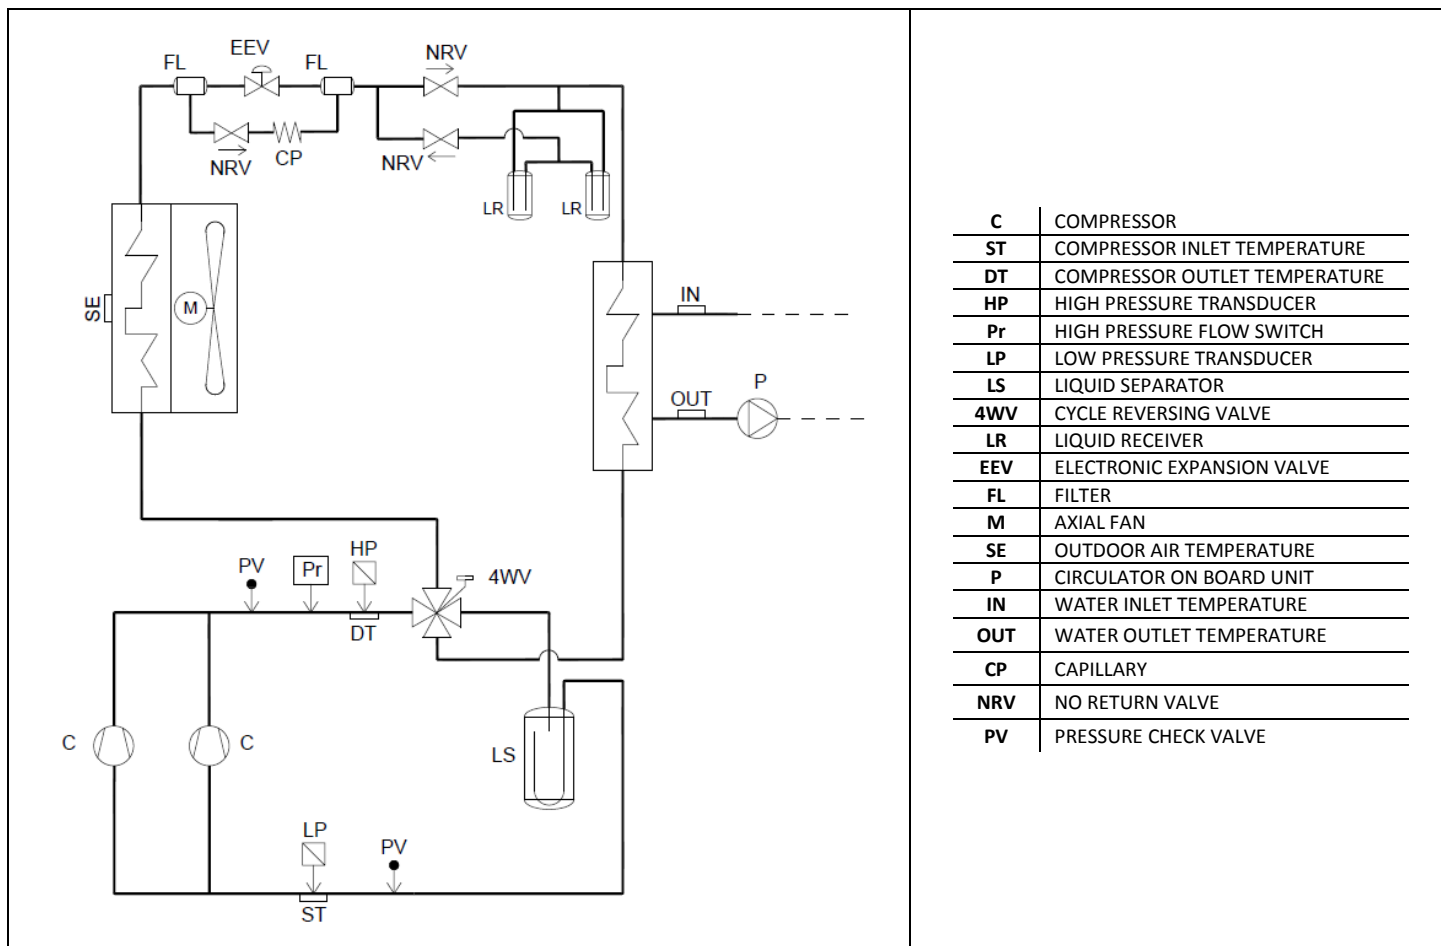 EEV
FL
FL
NRV
NRV
CP
NRV
LR
LR
SE
M
IN
OUT
P
HP
PV
Pr
4WV
DT
C
C
LS
LP
PV
ST
C COMPRESSOR
ST COMPRESSOR INLET TEMPERATURE
DT COMPRESSOR OUTLET TEMPERATURE
HP HIGH PRESSURE TRANSDUCER
Pr HIGH PRESSURE FLOW SWITCH
LP LOW PRESSURE TRANSDUCER
LS LIQUID SEPARATOR
4WV CYCLE REVERSING VALVE
LR LIQUID RECEIVER
EEV ELECTRONIC EXPANSION VALVE
FL FILTER
M AXIAL FAN
SE OUTDOOR AIR TEMPERATURE
P CIRCULATOR ON BOARD UNIT
IN WATER INLET TEMPERATURE
OUT WATER OUTLET TEMPERATURE
CP CAPILLARY
NRV NO RETURN VALVE
PV PRESSURE CHECK VALVE